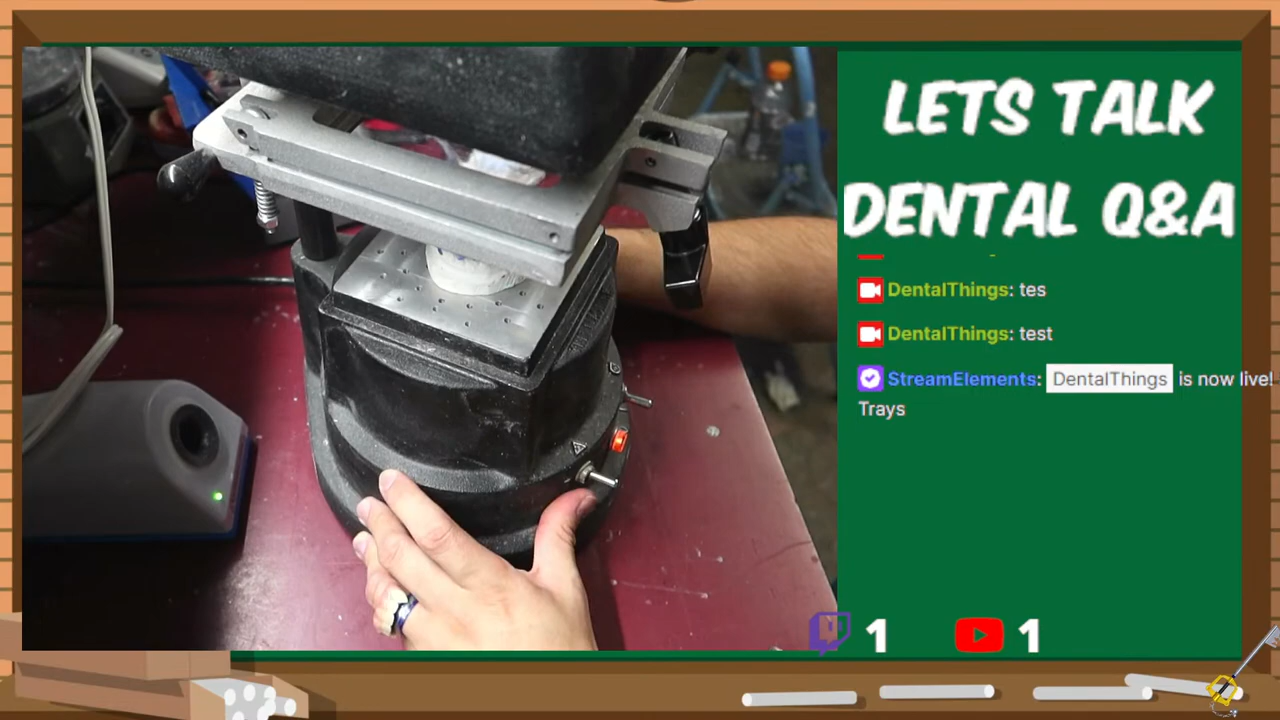 LETS TALK
DENTAL Q&A
DentalThings: tes
DentalThings: test
StreamElements: DentalThings is now live!
Trays
1
1